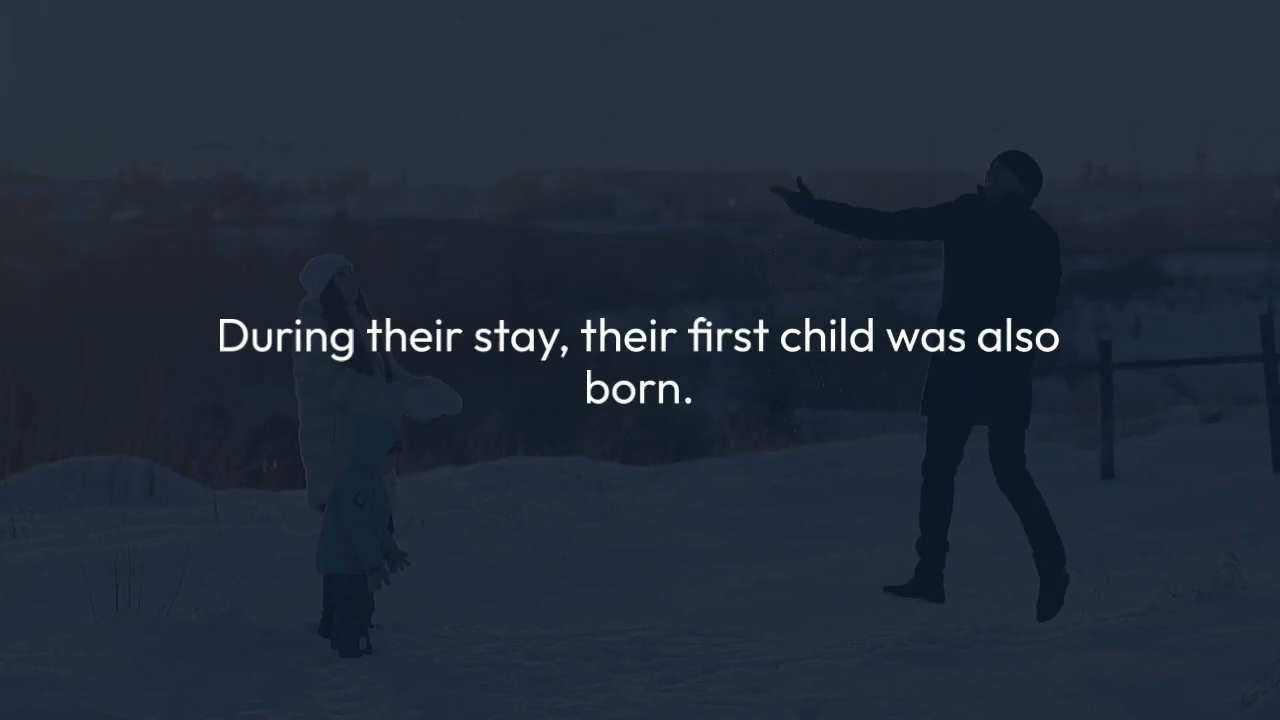 During their stay, their first child was also
born.